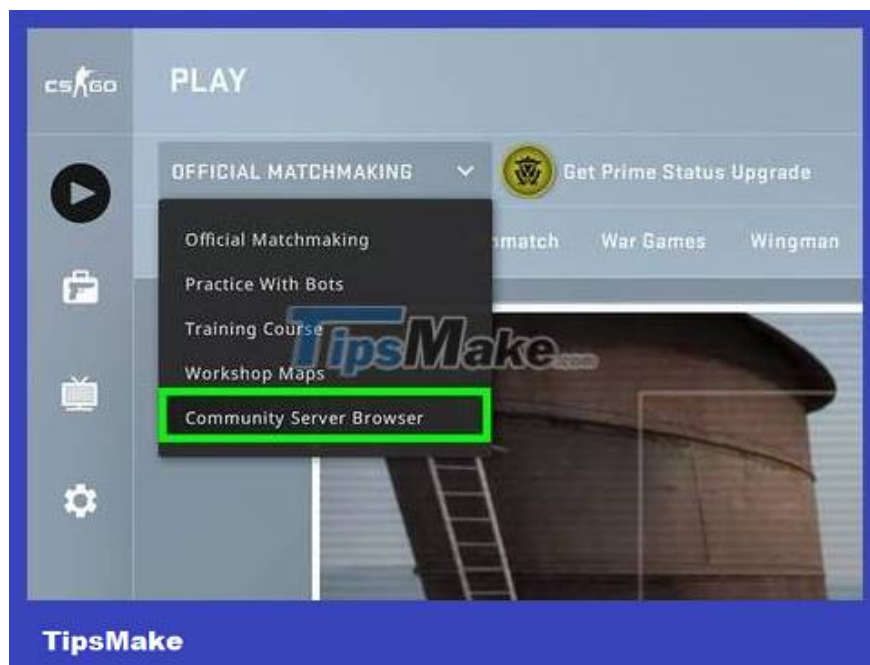 CS GO
PLAY
OFFICIAL MATCHMAKING
Get Prime Status Upgrade
Official Matchmaking
War Games
Wingman
Practice With Bots
Training Course
TipsMake.com
Workshop Maps
Community Server Browser
TipsMake